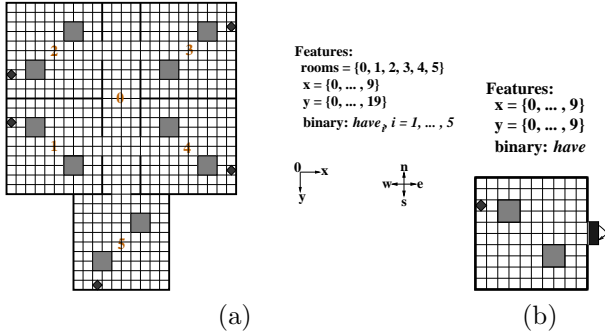 2
3
0
1
4
5
Features:
rooms = {0, 1, 2, 3, 4, 5}
x = {0, ... , 9}
y = {0, ... , 19}
binary: have_i, i = 1, ... , 5
0
x
y
n
w
e
s
Features:
x = {0, ... , 9}
y = {0, ... , 9}
binary: have
(a)
(b)